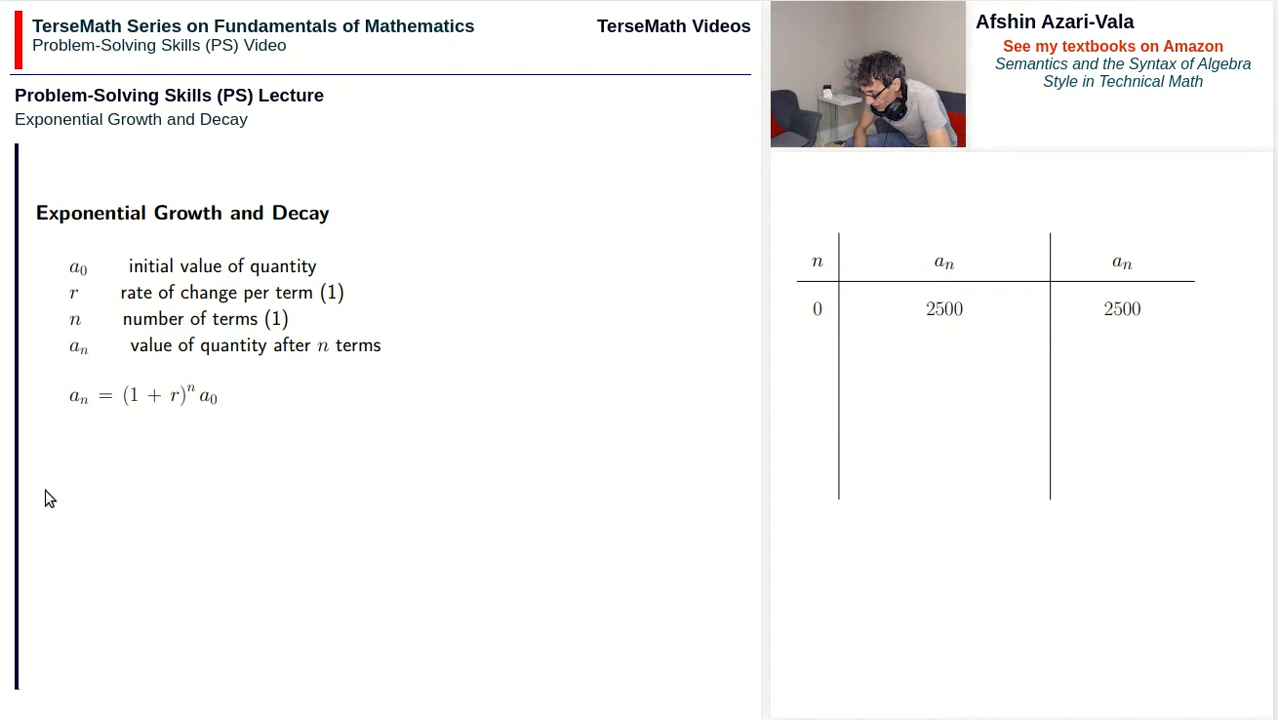 TerseMath Series on Fundamentals of Mathematics
Problem-Solving Skills (PS) Video
TerseMath Videos
Problem-Solving Skills (PS) Lecture
Exponential Growth and Decay
Exponential Growth and Decay
a₀ initial value of quantity
r rate of change per term (1)
n number of terms (1)
aₙ value of quantity after n terms
aₙ = (1 + r)ⁿ a₀
Afshin Azari-Vala
See my textbooks on Amazon
Semantics and the Syntax of Algebra
Style in Technical Math
n aₙ aₙ
0 2500 2500